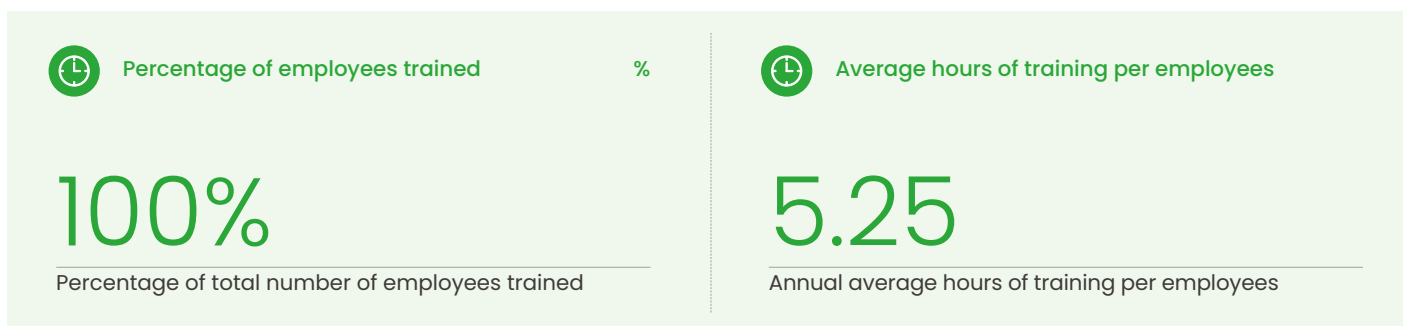 Percentage of employees trained %
100%
Percentage of total number of employees trained
Average hours of training per employees
5.25
Annual average hours of training per employees